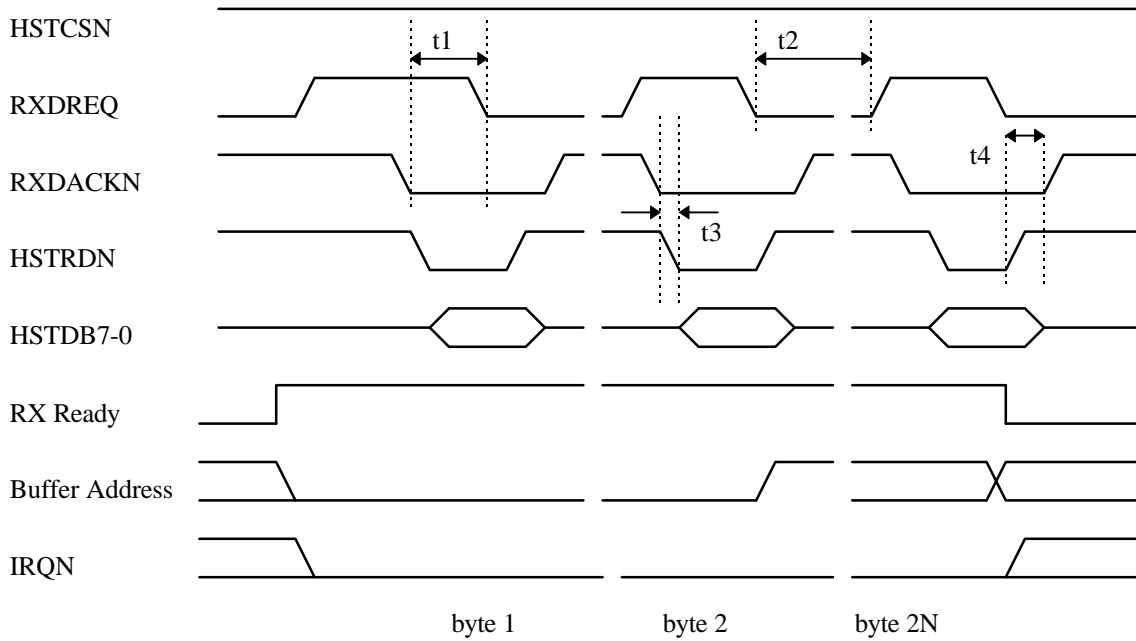 HSTCSN
t1
t2
RXDREQ
t4
RXDACKN
t3
HSTRDN
HSTDB7-0
RX Ready
Buffer Address
IRQN
byte 1
byte 2
byte 2N